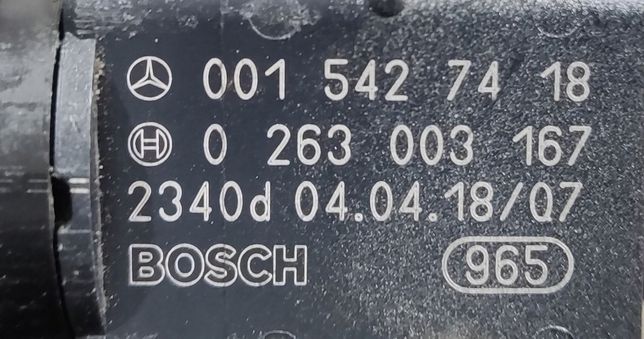 001 542 74 18
0 263 003 167
2340d 04.04.18/07
BOSCH 965